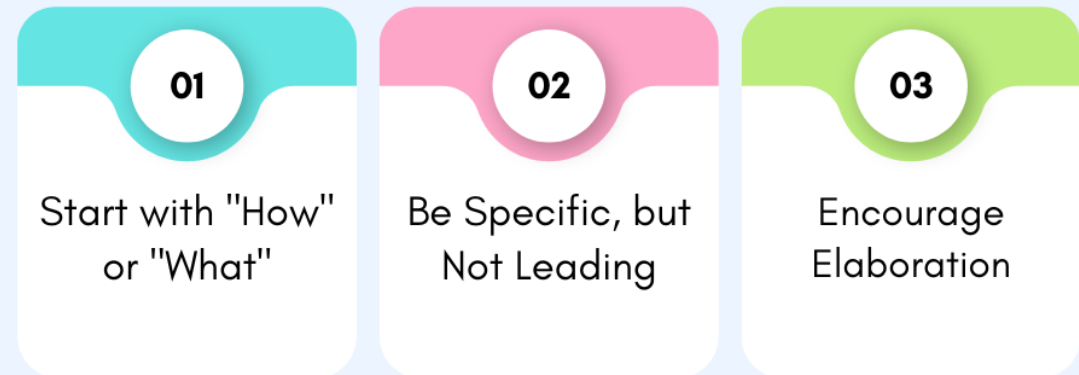 01
Start with "How"
or "What"
02
Be Specific, but
Not Leading
03
Encourage
Elaboration